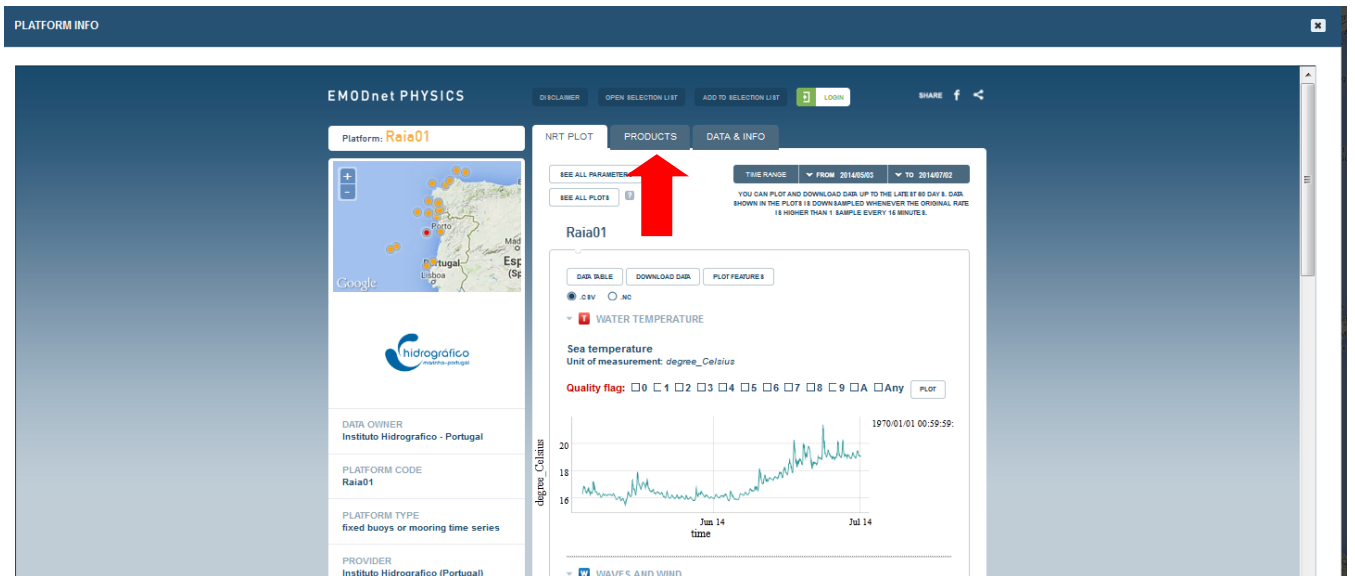 PLATFORM INFO
EMODnet PHYSICS
DISCLAIMER
OPEN SELECTION LIST
ADD TO SELECTION LIST
LOGIN
SHARE
Platform: Raia01
NRT PLOT
PRODUCTS
DATA & INFO
SEE ALL PARAMETER
TIME RANGE
FROM 2014/05/03
TO 2014/07/02
SEE ALL PLOTS
?
YOU CAN PLOT AND DOWNLOAD DATA UP TO THE LATEST 60 DAYS. DATA
SHOWN IN THE PLOTS IS DOWNSAMPLED WHENEVER THE ORIGINAL RATE
IS HIGHER THAN 1 SAMPLE EVERY 15 MINUTES.
+
-
Porto
Mad
Esp
Lisboa
(Sp
Google
Raia01
DATA TABLE
DOWNLOAD DATA
PLOT FEATURES
.CSV
.NC
T WATER TEMPERATURE
hidrográfico
marinha-portugal
Sea temperature
Unit of measurement: degree_Celsius
Quality flag: 0 1 2 3 4 5 6 7 8 9 A Any PLOT
1970/01/01 00:59:59:
degree_Celsius
20
18
16
Jun 14
Jul 14
time
DATA OWNER
Instituto Hidrografico - Portugal
PLATFORM CODE
Raia01
PLATFORM TYPE
fixed buoys or mooring time series
PROVIDER
Instituto Hidrografico (Portugal)
W WAVES AND WIND